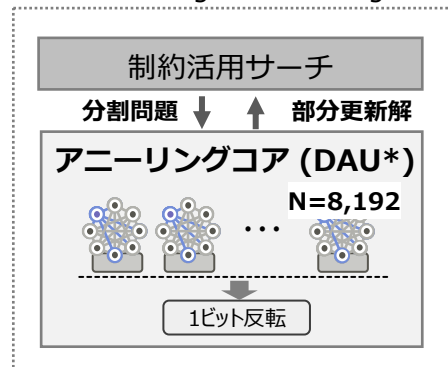 制約活用サーチ
分割問題 部分更新解
アニーリングコア (DAU*)
N=8,192
...
1ビット反転